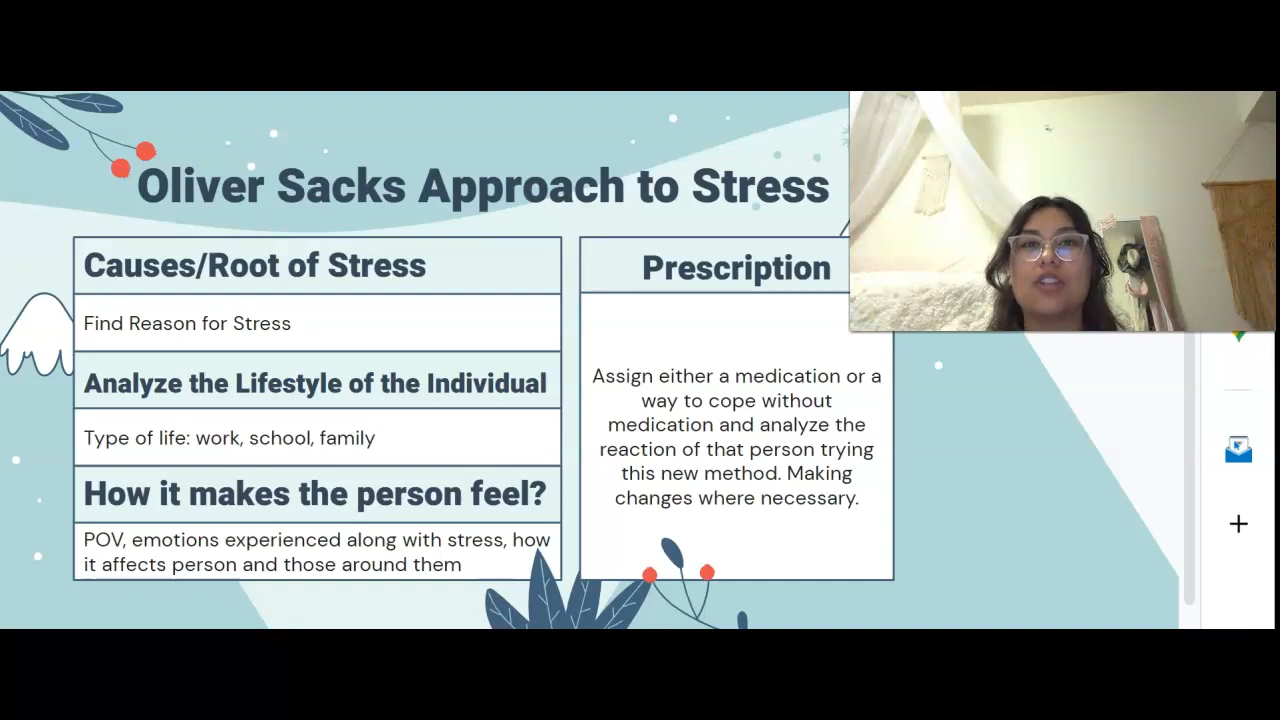 Oliver Sacks Approach to Stress
Causes/Root of Stress
Find Reason for Stress
Analyze the Lifestyle of the Individual
Type of life: work, school, family
How it makes the person feel?
POV, emotions experienced along with stress, how
it affects person and those around them
Prescription
Assign either a medication or a
way to cope without
medication and analyze the
reaction of that person trying
this new method. Making
changes where necessary.